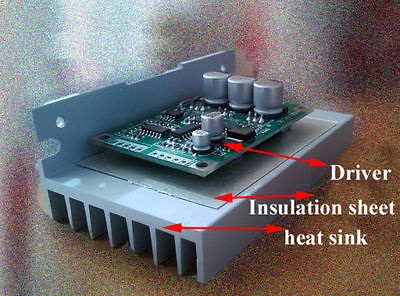 Driver
Insulation sheet
heat sink